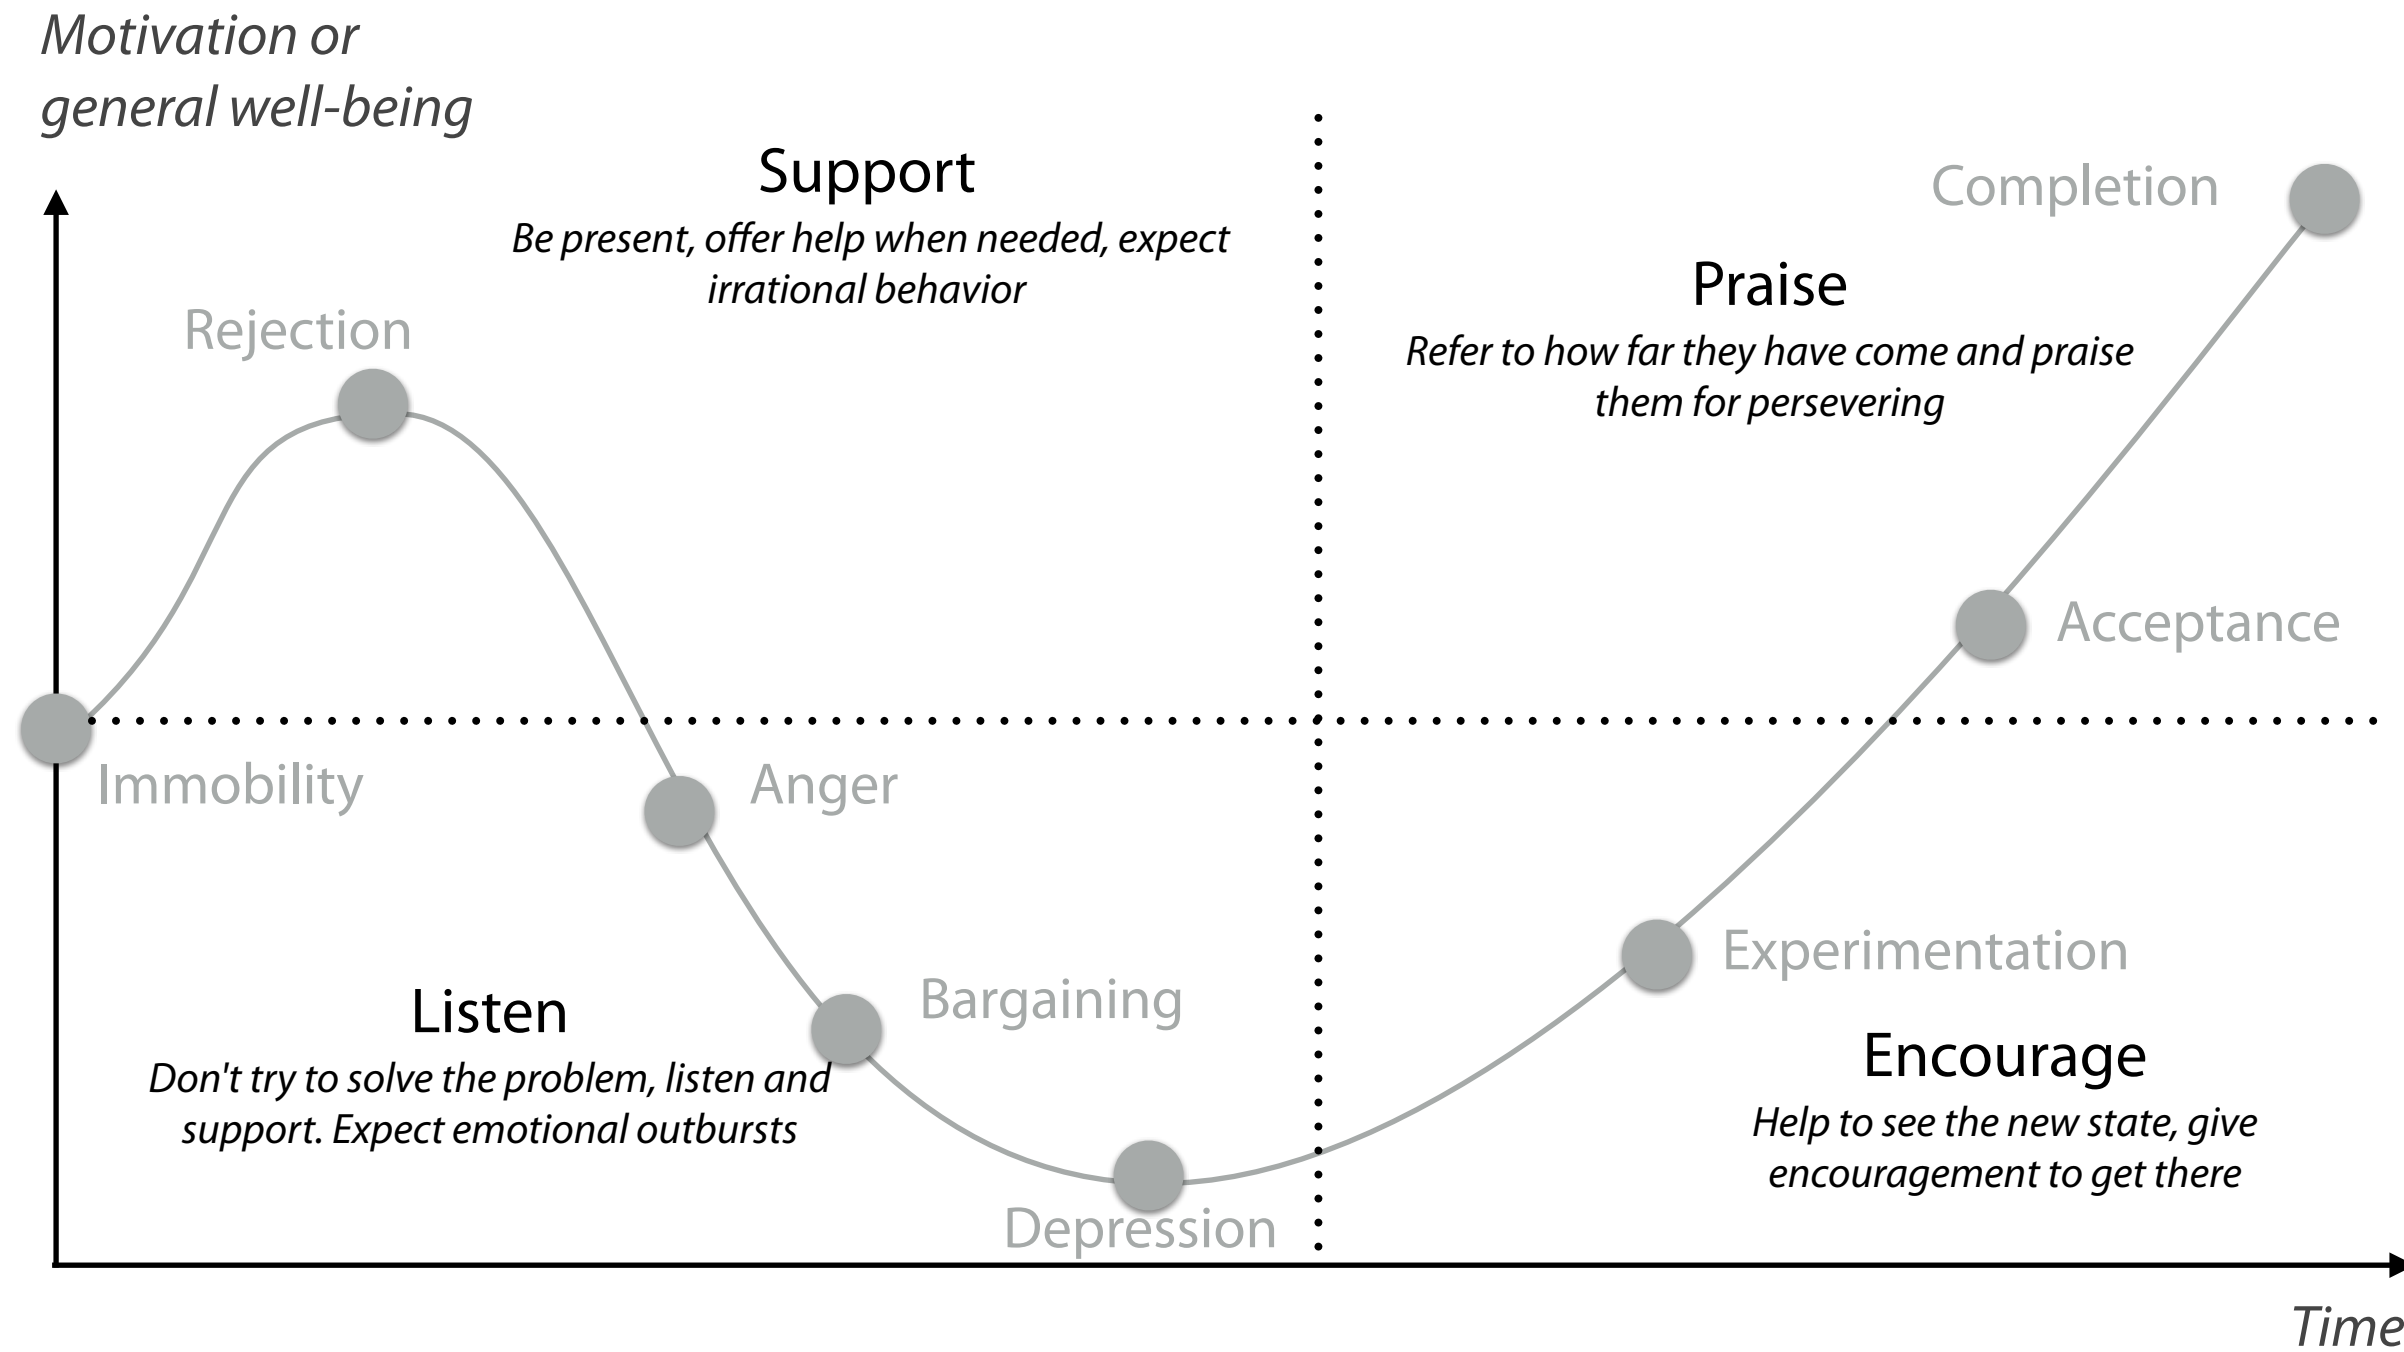 Motivation or
general well-being
Support
Be present, offer help when needed, expect
irrational behavior
Completion
Praise
Refer to how far they have come and praise
them for persevering
Rejection
Acceptance
Immobility
Anger
Bargaining
Experimentation
Listen
Don't try to solve the problem, listen and
support. Expect emotional outbursts
Encourage
Help to see the new state, give
encouragement to get there
Depression
Time